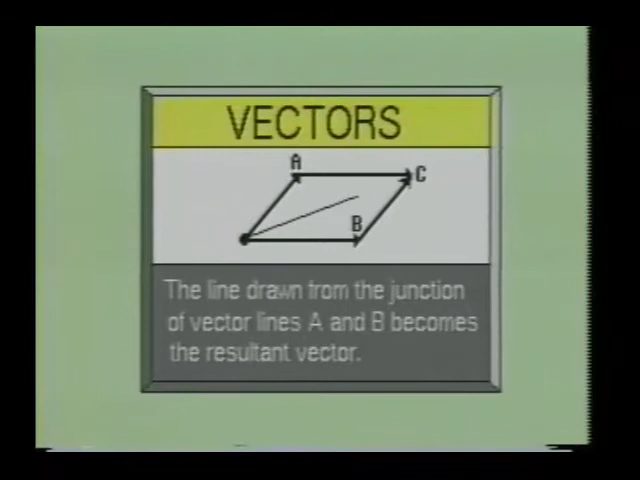 VECTORS
A
C
B
The line drawn from the junction
of vector lines A and B becomes
the resultant vector.